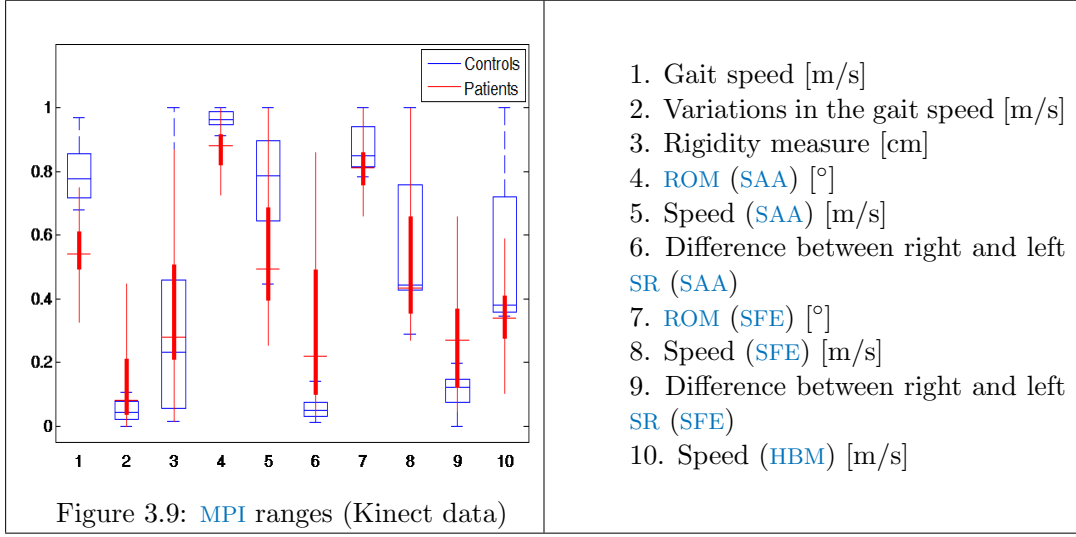 Controls
Patients
1
0.8
0.6
0.4
0.2
0
1 2 3 4 5 6 7 8 9 10
Figure 3.9: MPI ranges (Kinect data)
1. Gait speed [m/s]
2. Variations in the gait speed [m/s]
3. Rigidity measure [cm]
4. ROM (SAA) [°]
5. Speed (SAA) [m/s]
6. Difference between right and left
SR (SAA)
7. ROM (SFE) [°]
8. Speed (SFE) [m/s]
9. Difference between right and left
SR (SFE)
10. Speed (HBM) [m/s]